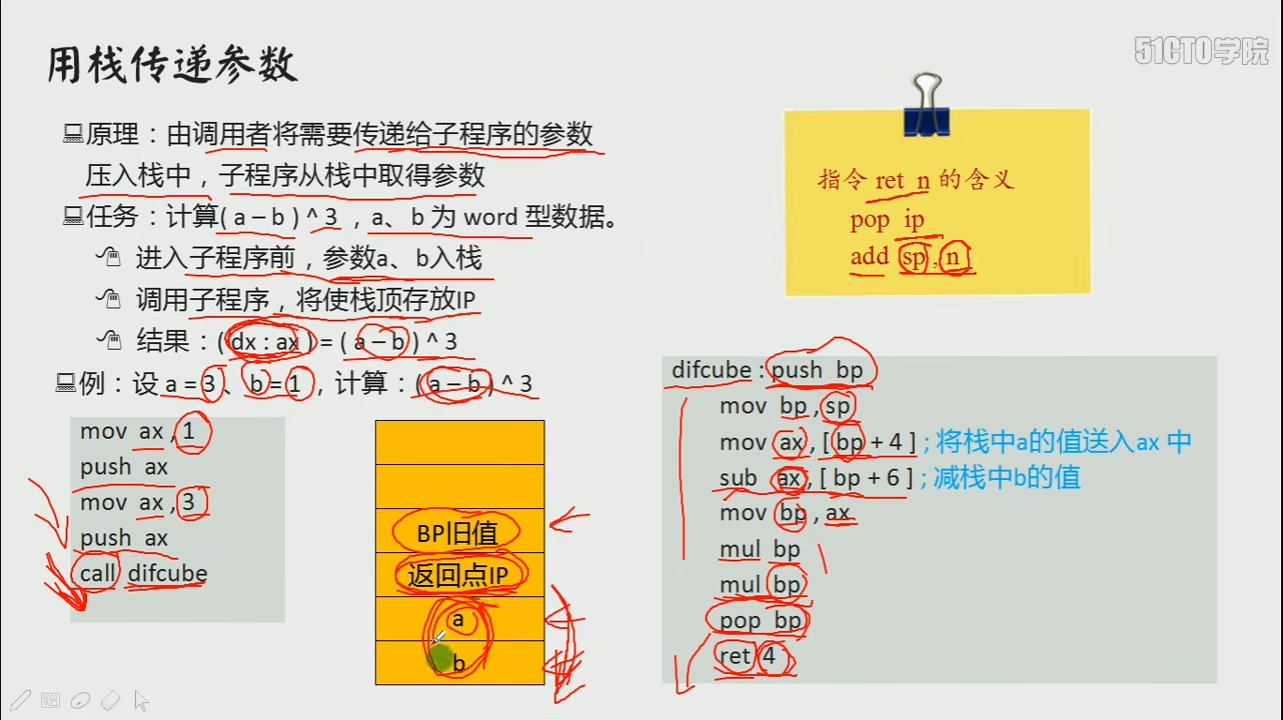 用栈传递参数
51CTO学院
原理：由调用者将需要传递给子程序的参数
压入栈中，子程序从栈中取得参数
任务：计算( a – b ) ^ 3 ，a、b 为 word 型数据。
进入子程序前，参数a、b入栈
调用子程序，将使栈顶存放IP
结果：( dx : ax ) = ( a – b ) ^ 3
例：设 a = 3、b = 1，计算：( a – b ) ^ 3
指令 ret n 的含义
pop ip
add sp , n
mov ax , 1
push ax
mov ax , 3
push ax
call difcube
BP旧值
返回点IP
a
b
difcube : push bp
mov bp , sp
mov ax , [ bp + 4 ] ; 将栈中a的值送入ax 中
sub ax , [ bp + 6 ] ; 减栈中b的值
mov bp , ax
mul bp
mul bp
pop bp
ret 4